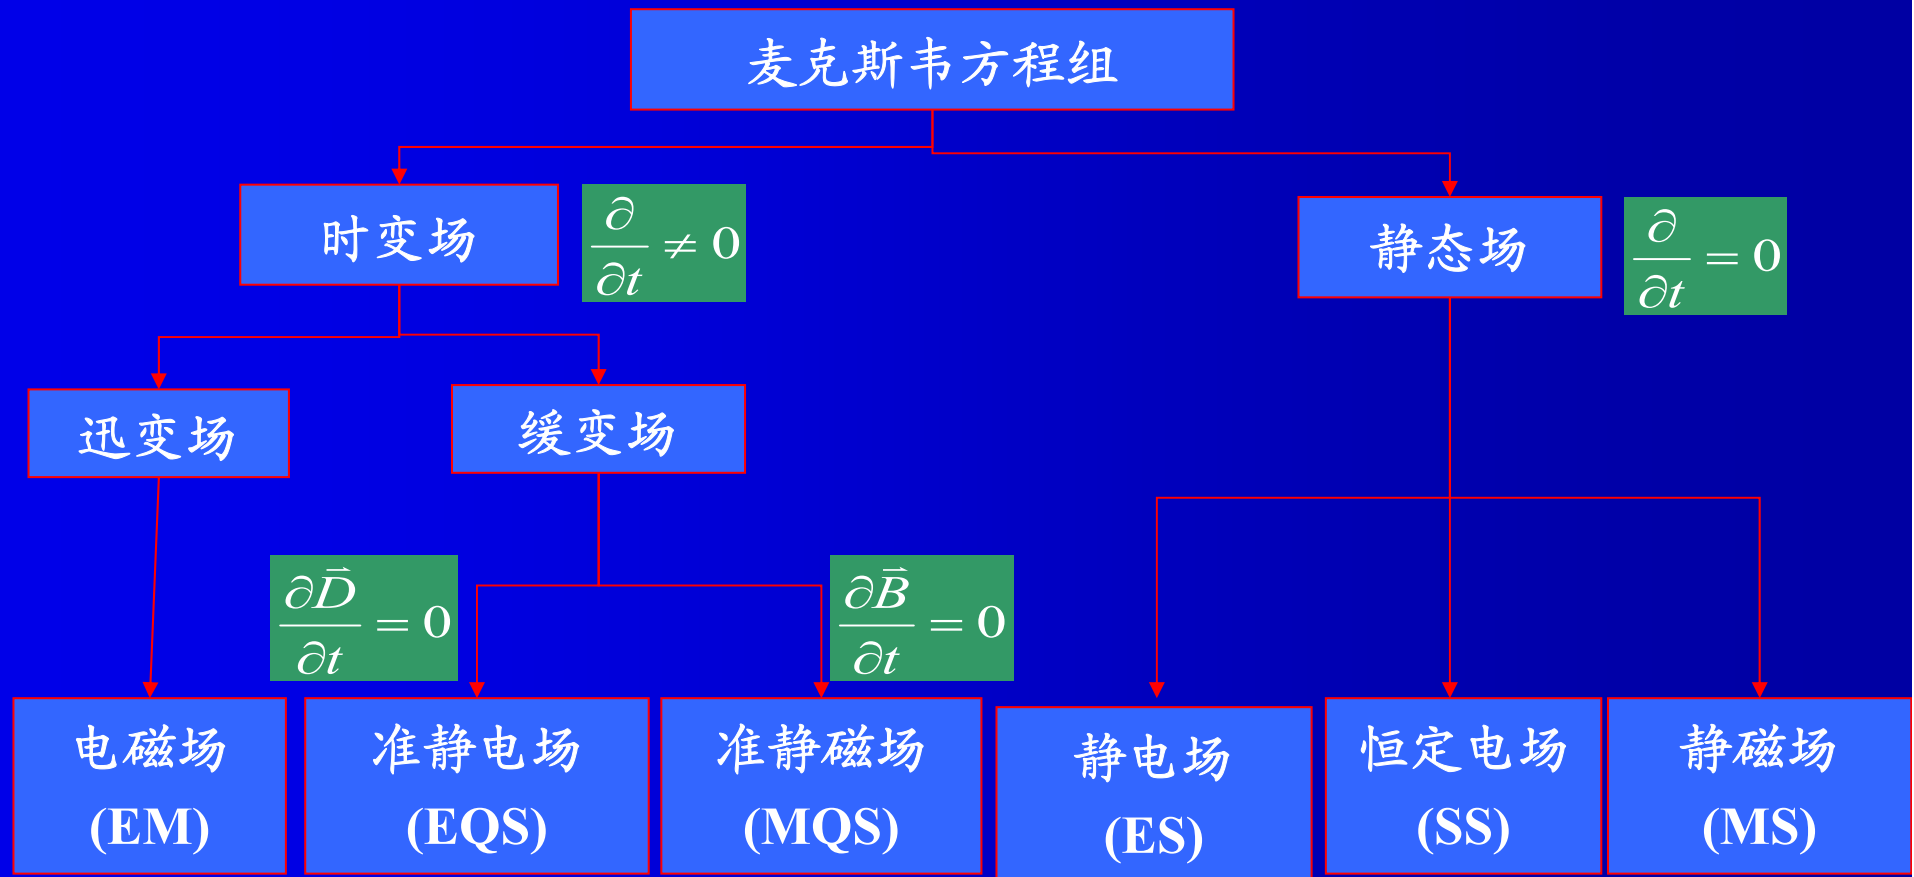 麦克斯韦方程组
时变场
∂/∂t ≠ 0
静态场
∂/∂t = 0
迅变场
缓变场
∂D⃗/∂t = 0
∂B⃗/∂t = 0
电磁场
(EM)
准静电场
(EQS)
准静磁场
(MQS)
静电场
(ES)
恒定电场
(SS)
静磁场
(MS)